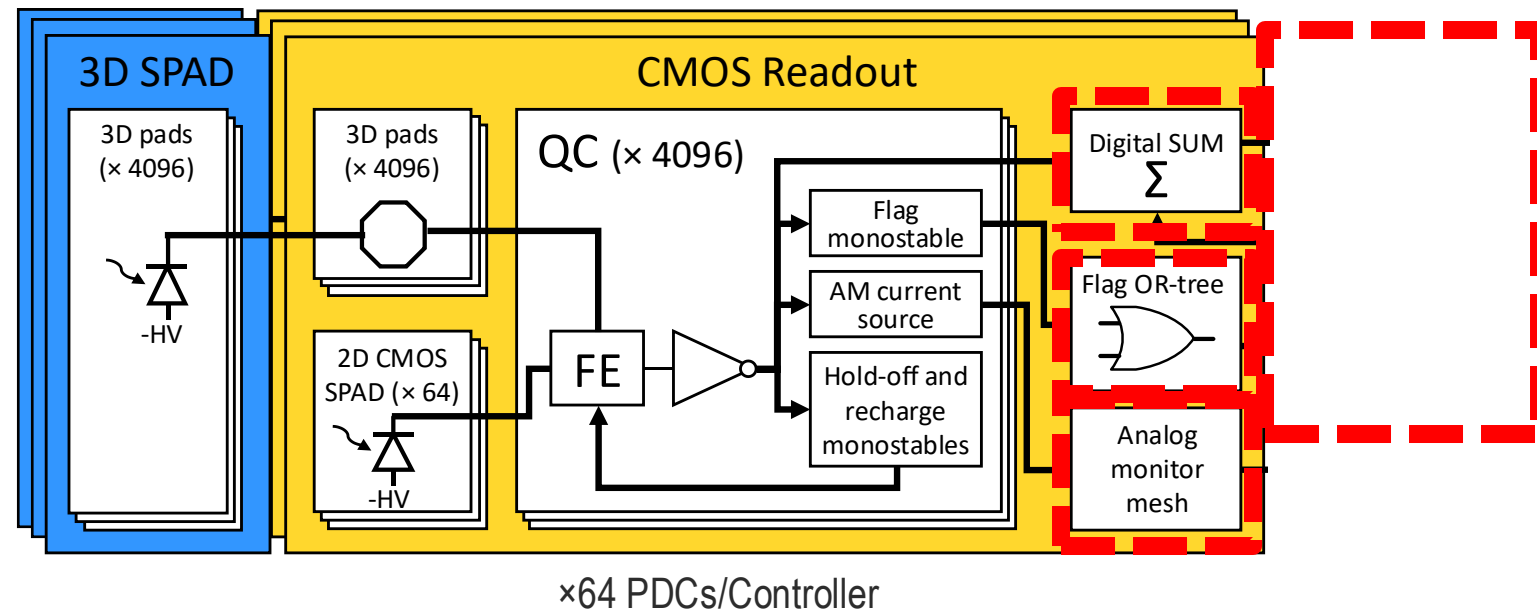 3D SPAD
3D pads
(× 4096)
-HV
CMOS Readout
3D pads
(× 4096)
2D CMOS
SPAD (× 64)
-HV
QC (× 4096)
FE
Flag
monostable
AM current
source
Hold-off and
recharge
monostables
Digital SUM
Σ
Flag OR-tree
Analog
monitor
mesh
×64 PDCs/Controller